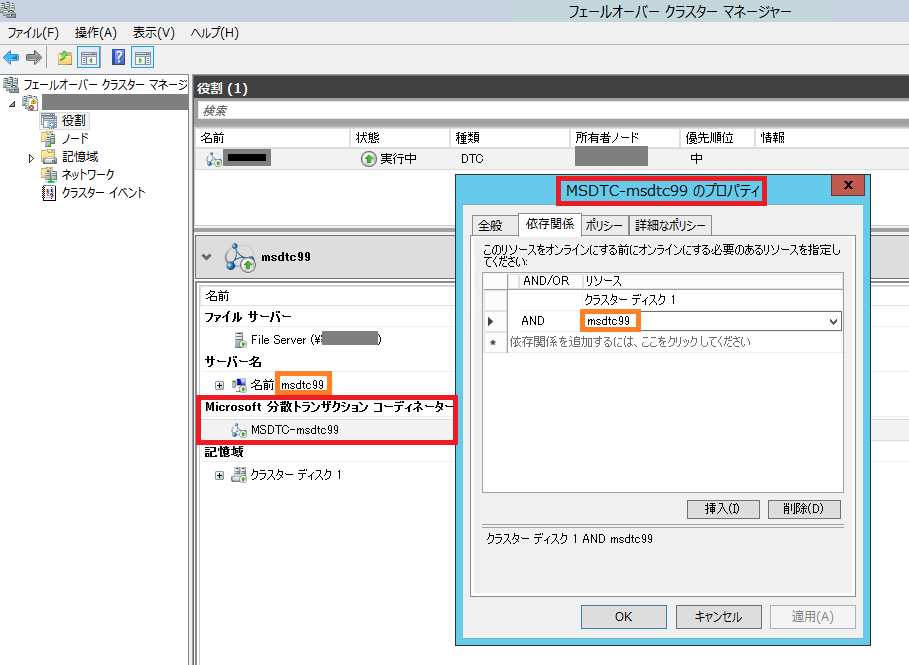 フェールオーバー クラスター マネージャー
ファイル(F) 操作(A) 表示(V) ヘルプ(H)
フェールオーバー クラスター マネージ
役割
ノード
記憶域
ネットワーク
クラスター イベント
役割 (1)
検索
名前 状態 種類 所有者ノード 優先順位 情報
実行中 DTC 中
msdtc99
名前
ファイル サーバー
File Server (\\ )
サーバー名
名前 msdtc99
Microsoft 分散トランザクション コーディネーター
MSDTC-msdtc99
記憶域
クラスター ディスク 1
MSDTC-msdtc99 のプロパティ
x
全般 依存関係 ポリシー 詳細なポリシー
このリソースをオンラインにする前にオンラインにする必要のあるリソースを指定し
てください:
AND/OR リソース
クラスター ディスク 1
AND msdtc99
* 依存関係を追加するには、ここをクリックしてください
挿入(I) 削除(D)
クラスター ディスク 1 AND msdtc99
OK キャンセル 適用(A)